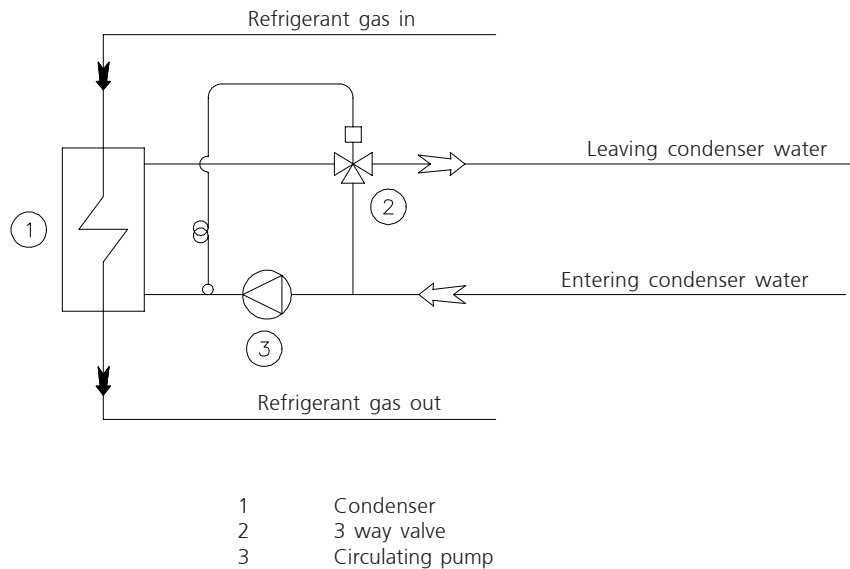 Refrigerant gas in
Leaving condenser water
2
1
Entering condenser water
3
Refrigerant gas out
1 Condenser
2 3 way valve
3 Circulating pump